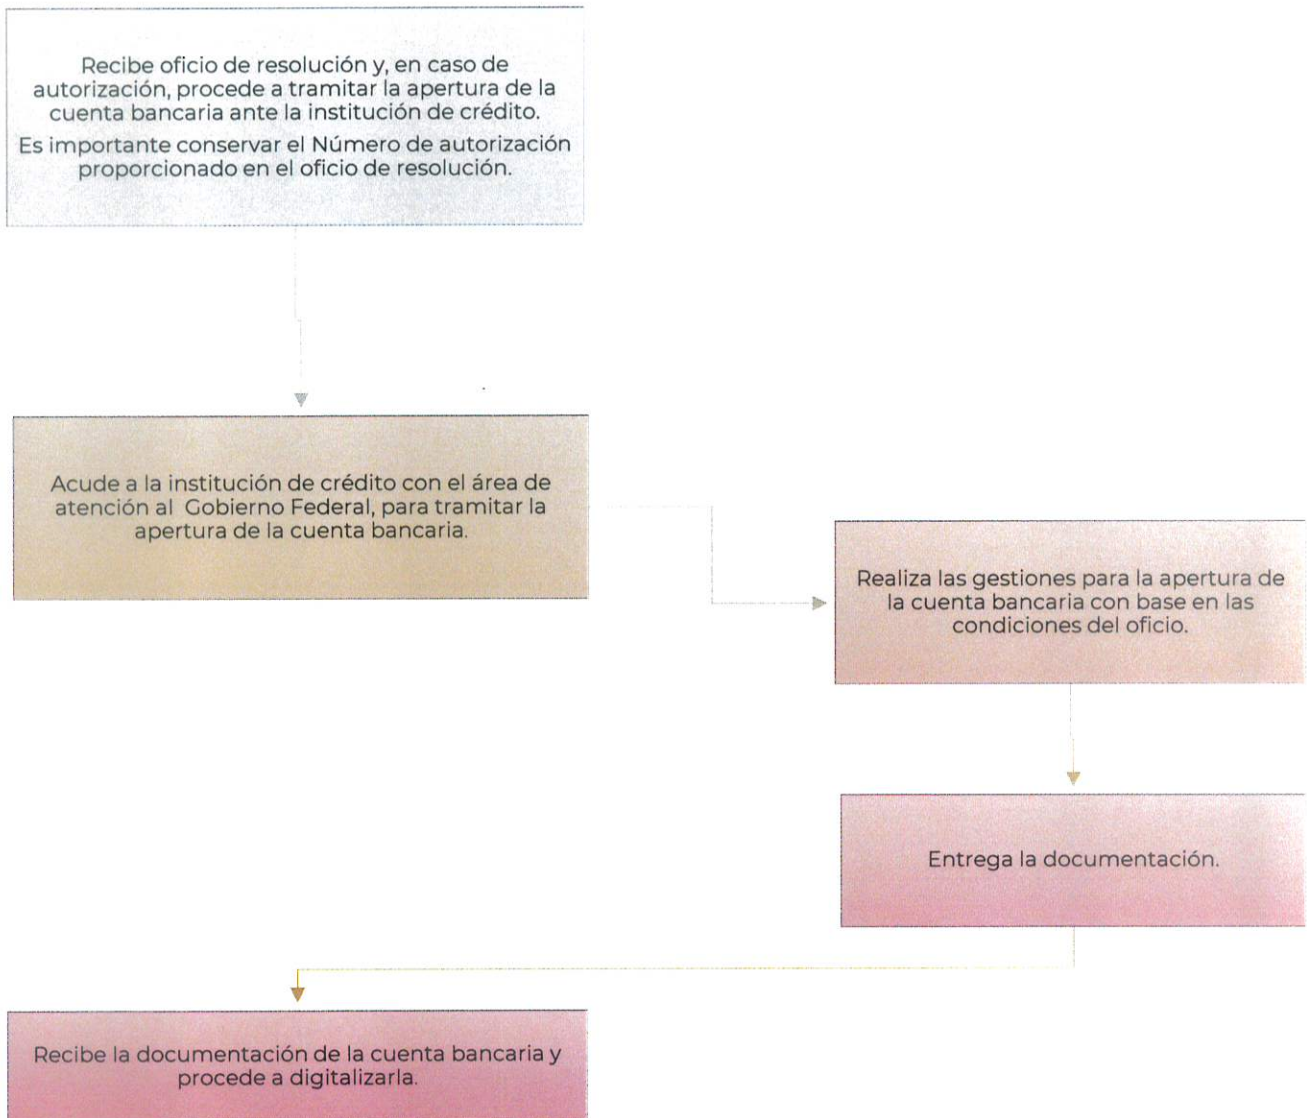 Recibe oficio de resolución y, en caso de
autorización, procede a tramitar la apertura de la
cuenta bancaria ante la institución de crédito.
Es importante conservar el Número de autorización
proporcionado en el oficio de resolución.
Acude a la institución de crédito con el área de
atención al Gobierno Federal, para tramitar la
apertura de la cuenta bancaria.
Realiza las gestiones para la apertura de
la cuenta bancaria con base en las
condiciones del oficio.
Entrega la documentación.
Recibe la documentación de la cuenta bancaria y
procede a digitalizarla.